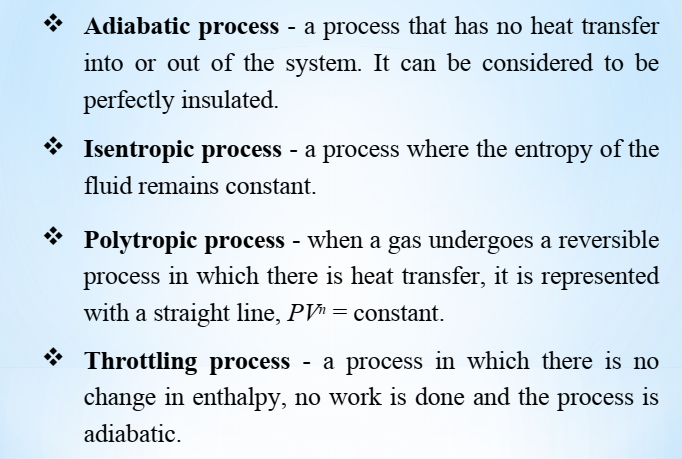 ❖ Adiabatic process - a process that has no heat transfer
into or out of the system. It can be considered to be
perfectly insulated.
❖ Isentropic process - a process where the entropy of the
fluid remains constant.
❖ Polytropic process - when a gas undergoes a reversible
process in which there is heat transfer, it is represented
with a straight line, PVⁿ = constant.
❖ Throttling process - a process in which there is no
change in enthalpy, no work is done and the process is
adiabatic.